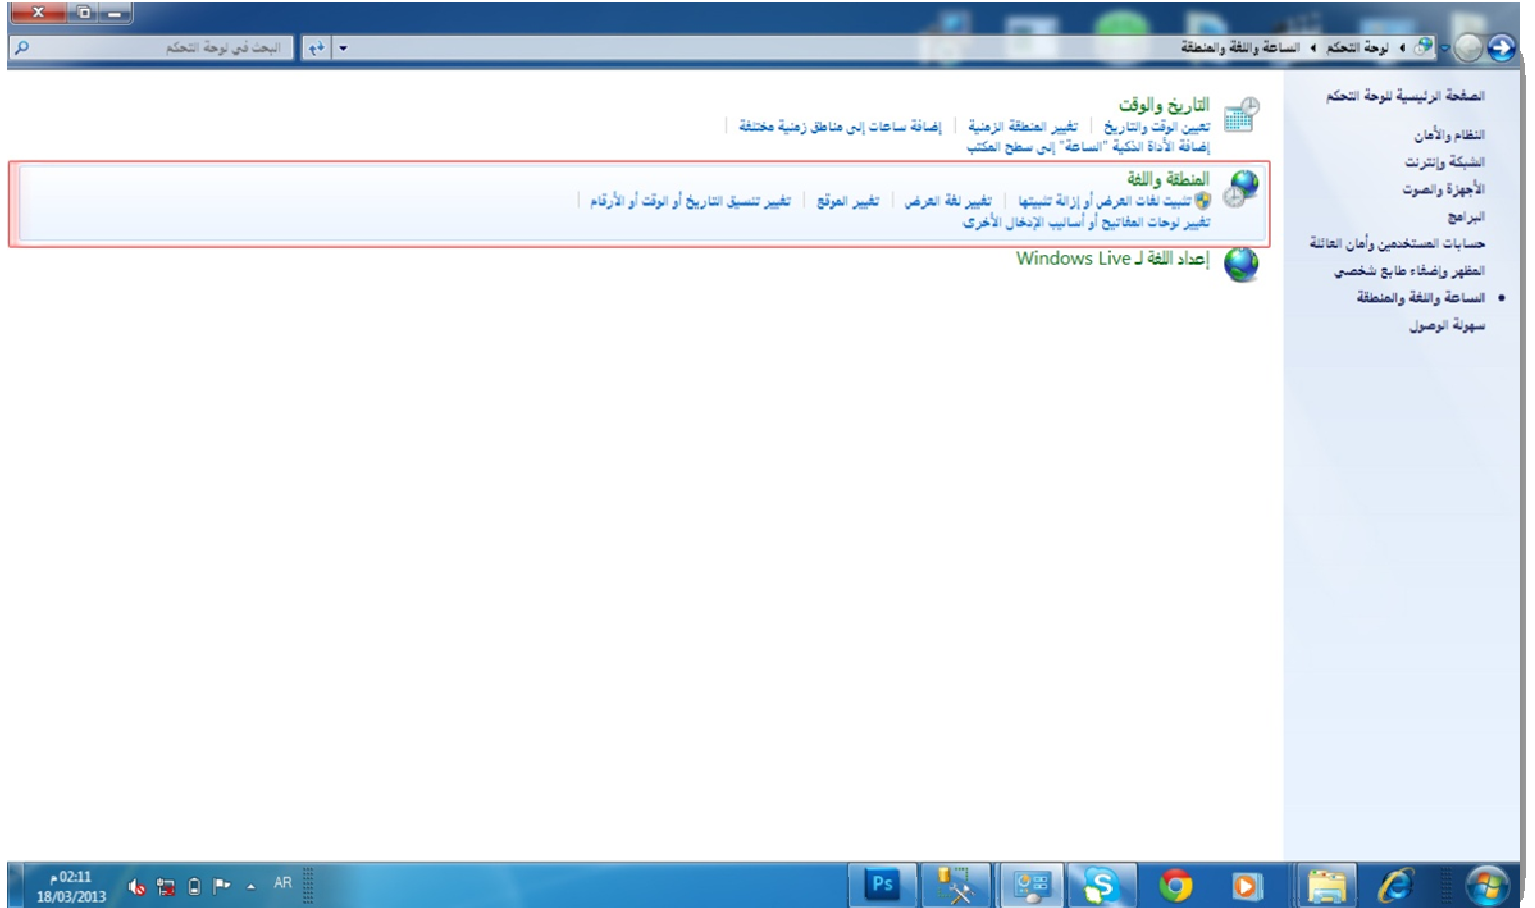 لوحة التحكم
الساعة واللغة والمنطقة
البحث في لوحة التحكم
الصفحة الرئيسية للوحة التحكم
النظام والأمان
الشبكة وإنترنت
الأجهزة والصوت
البرامج
حسابات المستخدمين وأمان العائلة
المظهر وإضفاء طابع شخصي
الساعة واللغة والمنطقة
سهولة الوصول
التاريخ والوقت
تعيين الوقت والتاريخ | تغيير المنطقة الزمنية | إضافة ساعات إلى مناطق زمنية مختلفة
إضافة الأداة الذكية "الساعة" إلى سطح المكتب
المنطقة واللغة
تثبيت لغات العرض أو إزالة تثبيتها | تغيير لغة العرض | تغيير الموقع | تغيير تنسيق التاريخ أو الوقت أو الأرقام
تغيير لوحات المفاتيح أو أساليب الإدخال الأخرى
إعداد اللغة لـ Windows Live
Ps
AR
02:11 م
18/03/2013